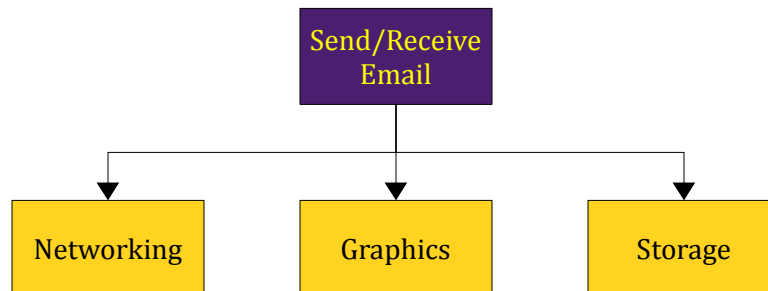 Send/Receive
Email
Networking
Graphics
Storage